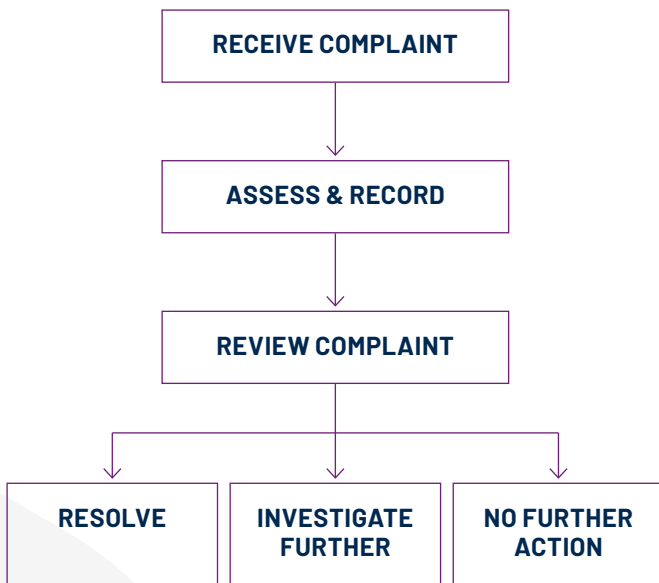 RECEIVE COMPLAINT
ASSESS & RECORD
REVIEW COMPLAINT
RESOLVE
INVESTIGATE
FURTHER
NO FURTHER
ACTION